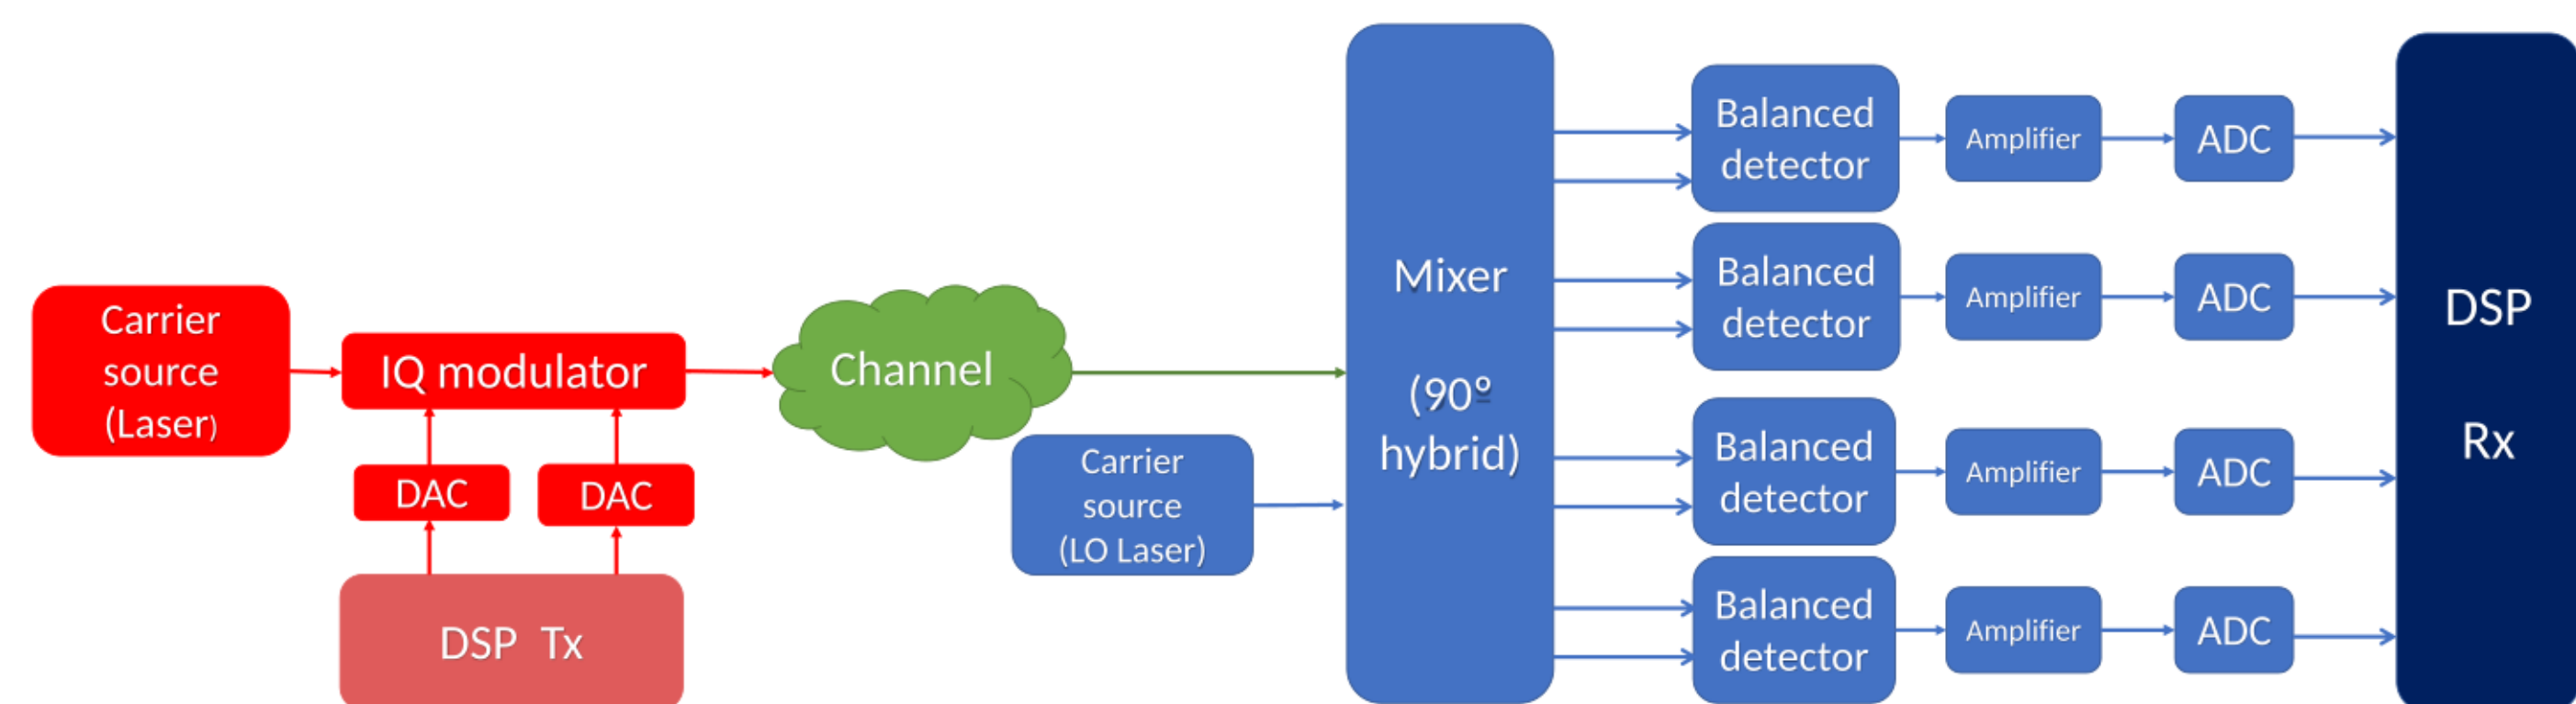 Carrier
source
(Laser)
IQ modulator
DAC
DAC
DSP Tx
Channel
Carrier
source
(LO Laser)
Mixer
(90º
hybrid)
Balanced
detector
Amplifier
ADC
Balanced
detector
Amplifier
ADC
Balanced
detector
Amplifier
ADC
Balanced
detector
Amplifier
ADC
DSP
Rx